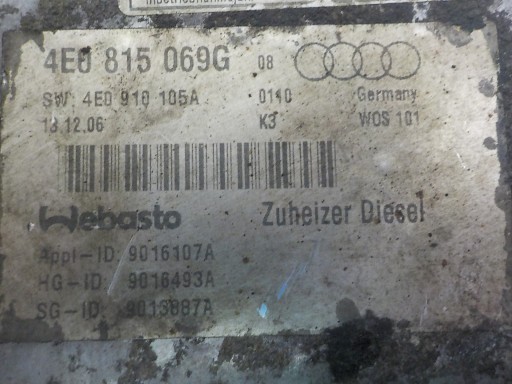 4E0 815 069G 08
SW: 4E0 910 105A 0140 Germany
13.12.06 K3 WOS 101
Webasto Zuheizer Diesel
Appl-ID: 9016107A
HG-ID: 9016493A
SG-ID: 9013887A